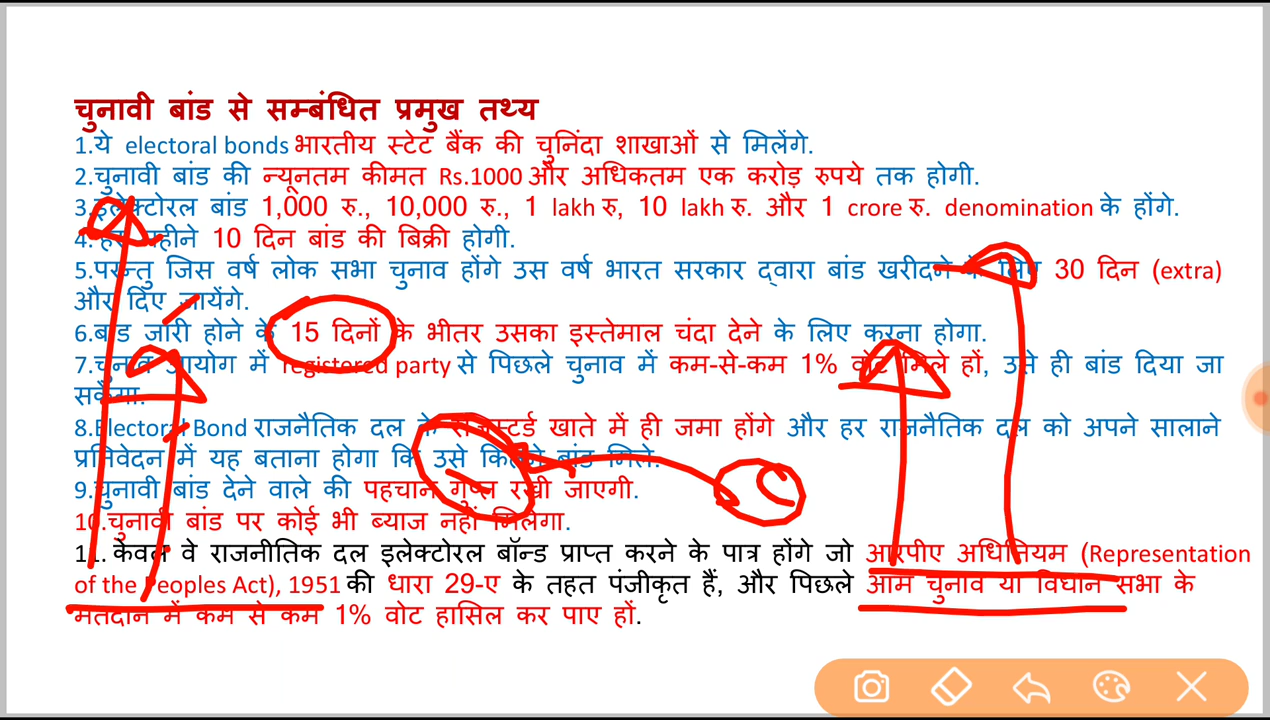 चुनावी बांड से सम्बंधित प्रमुख तथ्य
1.ये electoral bonds भारतीय स्टेट बैंक की चुनिंदा शाखाओं से मिलेंगे.
2.चुनावी बांड की न्यूनतम कीमत Rs.1000 और अधिकतम एक करोड़ रुपये तक होगी.
3.इलेक्टोरल बांड 1,000 रु., 10,000 रु., 1 lakh रु, 10 lakh रु. और 1 crore रु. denomination के होंगे.
4. हर महीने 10 दिन बांड की बिक्री होगी.
5.परन्तु जिस वर्ष लोक सभा चुनाव होंगे उस वर्ष भारत सरकार द्वारा बांड खरीदने के लिए 30 दिन (extra)
और दिए जायेंगे.
6.बांड जारी होने के 15 दिनों के भीतर उसका इस्तेमाल चंदा देने के लिए करना होगा.
7.चुनाव आयोग में registered party से पिछले चुनाव में कम-से-कम 1% वोट मिले हों, उसे ही बांड दिया जा
सकेगा.
8.Electoral Bond राजनैतिक दल के रजिस्टर्ड खाते में ही जमा होंगे और हर राजनैतिक दल को अपने सालाने
प्रतिवेदन में यह बताना होगा कि उसे कितने बांड मिले.
9.चुनावी बांड देने वाले की पहचान गुप्त रखी जाएगी.
10.चुनावी बांड पर कोई भी ब्याज नहीं मिलेगा.
11. केवल वे राजनीतिक दल इलेक्टोरल बॉन्ड प्राप्त करने के पात्र होंगे जो आरपीए अधिनियम (Representation
of the Peoples Act), 1951 की धारा 29-ए के तहत पंजीकृत हैं, और पिछले आम चुनाव या विधान सभा के
मतदान में कम से कम 1% वोट हासिल कर पाए हों.